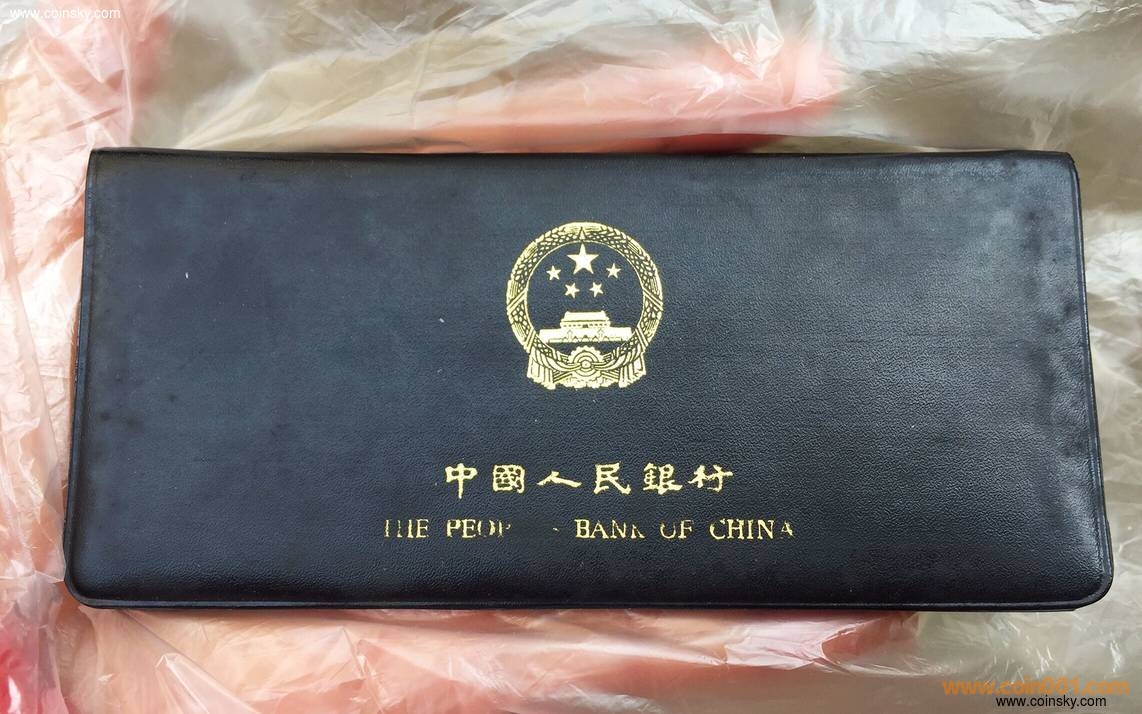 www.coinsky.com
中國人民銀行
THE PEOP BANK OF CHINA
www.coin001.com
www.coinsky.com